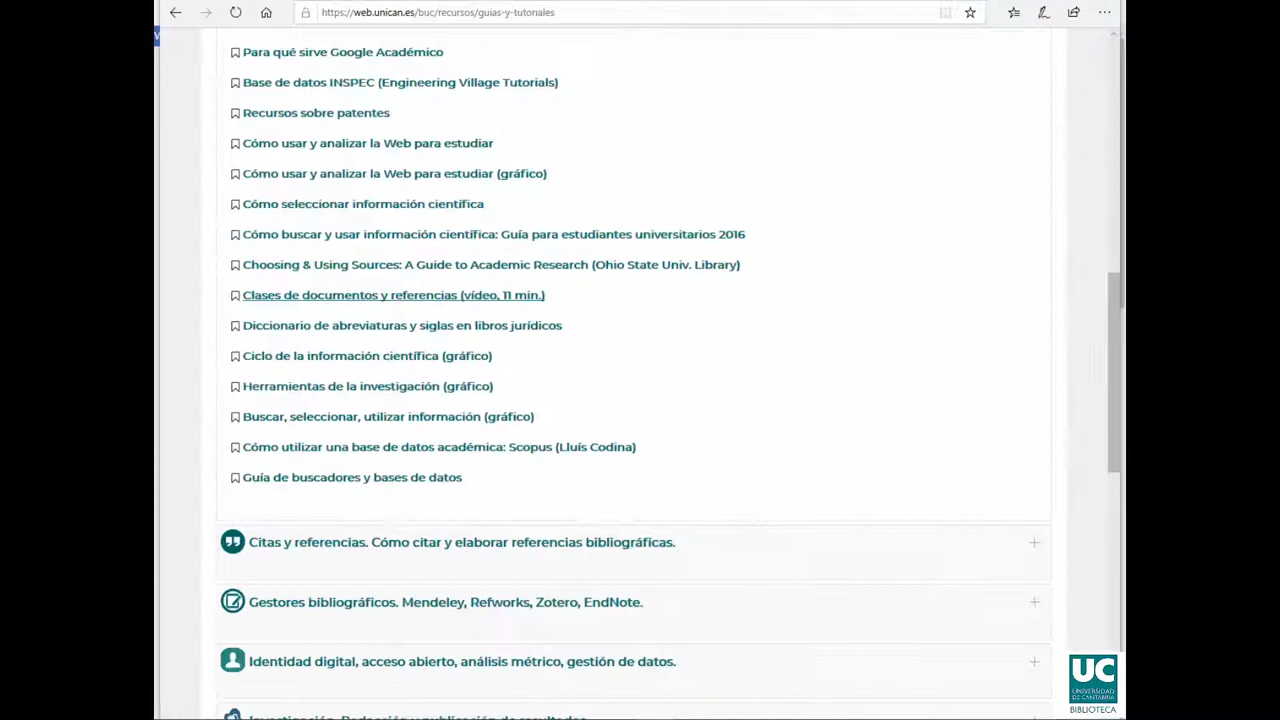 https://web.unican.es/buc/recursos/guias-y-tutoriales
Para qué sirve Google Académico
Base de datos INSPEC (Engineering Village Tutorials)
Recursos sobre patentes
Cómo usar y analizar la Web para estudiar
Cómo usar y analizar la Web para estudiar (gráfico)
Cómo seleccionar información científica
Cómo buscar y usar información científica: Guía para estudiantes universitarios 2016
Choosing & Using Sources: A Guide to Academic Research (Ohio State Univ. Library)
Clases de documentos y referencias (vídeo, 11 min.)
Diccionario de abreviaturas y siglas en libros jurídicos
Ciclo de la información científica (gráfico)
Herramientas de la investigación (gráfico)
Buscar, seleccionar, utilizar información (gráfico)
Cómo utilizar una base de datos académica: Scopus (Lluís Codina)
Guía de buscadores y bases de datos
Citas y referencias. Cómo citar y elaborar referencias bibliográficas.
Gestores bibliográficos. Mendeley, Refworks, Zotero, EndNote.
Identidad digital, acceso abierto, análisis métrico, gestión de datos.
Investigación. Redacción y publicación de resultados.
UC
UNIVERSIDAD
DE CANTABRIA
BIBLIOTECA